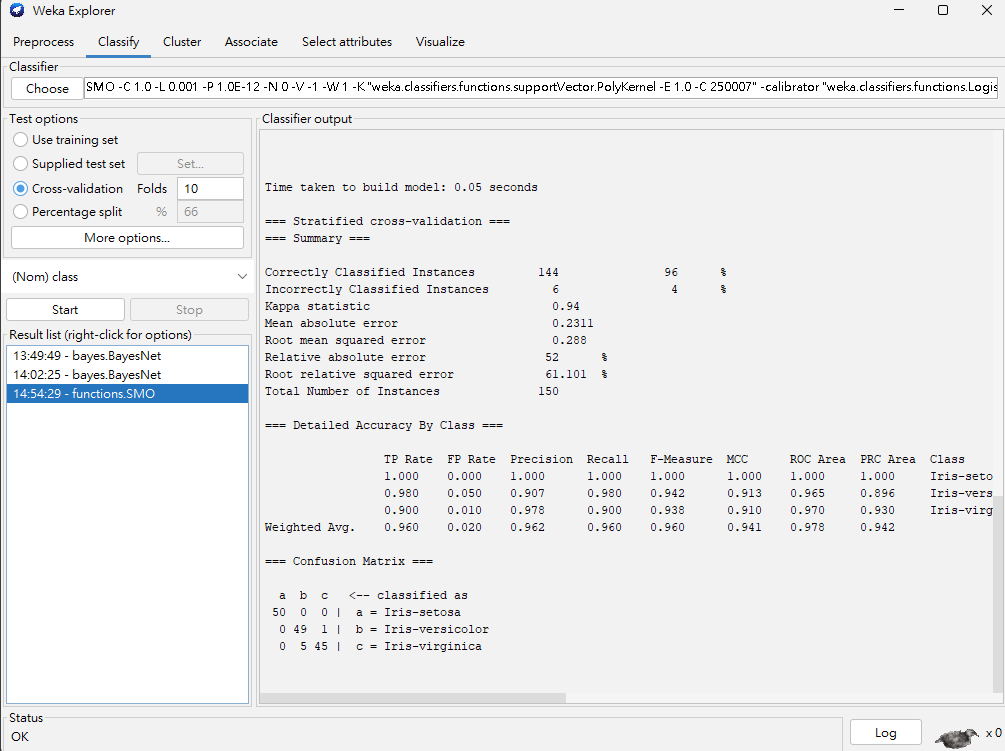 Weka Explorer
Preprocess Classify Cluster Associate Select attributes Visualize
Classifier
Choose SMO -C 1.0 -L 0.001 -P 1.0E-12 -N 0 -V -1 -W 1 -K "weka.classifiers.functions.supportVector.PolyKernel -E 1.0 -C 250007" -calibrator "weka.classifiers.functions.Logis
Test options
Use training set
Supplied test set Set...
Cross-validation Folds 10
Percentage split % 66
More options...
(Nom) class
Start Stop
Result list (right-click for options)
13:49:49 - bayes.BayesNet
14:02:25 - bayes.BayesNet
14:54:29 - functions.SMO
Classifier output
Time taken to build model: 0.05 seconds
=== Stratified cross-validation ===
=== Summary ===
Correctly Classified Instances 144 96 %
Incorrectly Classified Instances 6 4 %
Kappa statistic 0.94
Mean absolute error 0.2311
Root mean squared error 0.288
Relative absolute error 52 %
Root relative squared error 61.101 %
Total Number of Instances 150
=== Detailed Accuracy By Class ===
TP Rate FP Rate Precision Recall F-Measure MCC ROC Area PRC Area Class
1.000 0.000 1.000 1.000 1.000 1.000 1.000 1.000 Iris-seto
0.980 0.050 0.907 0.980 0.942 0.913 0.965 0.896 Iris-vers
0.900 0.010 0.978 0.900 0.938 0.910 0.970 0.930 Iris-virg
Weighted Avg. 0.960 0.020 0.962 0.960 0.960 0.941 0.978 0.942
=== Confusion Matrix ===
a b c <-- classified as
50 0 0 | a = Iris-setosa
0 49 1 | b = Iris-versicolor
0 5 45 | c = Iris-virginica
Status
OK
Log x 0